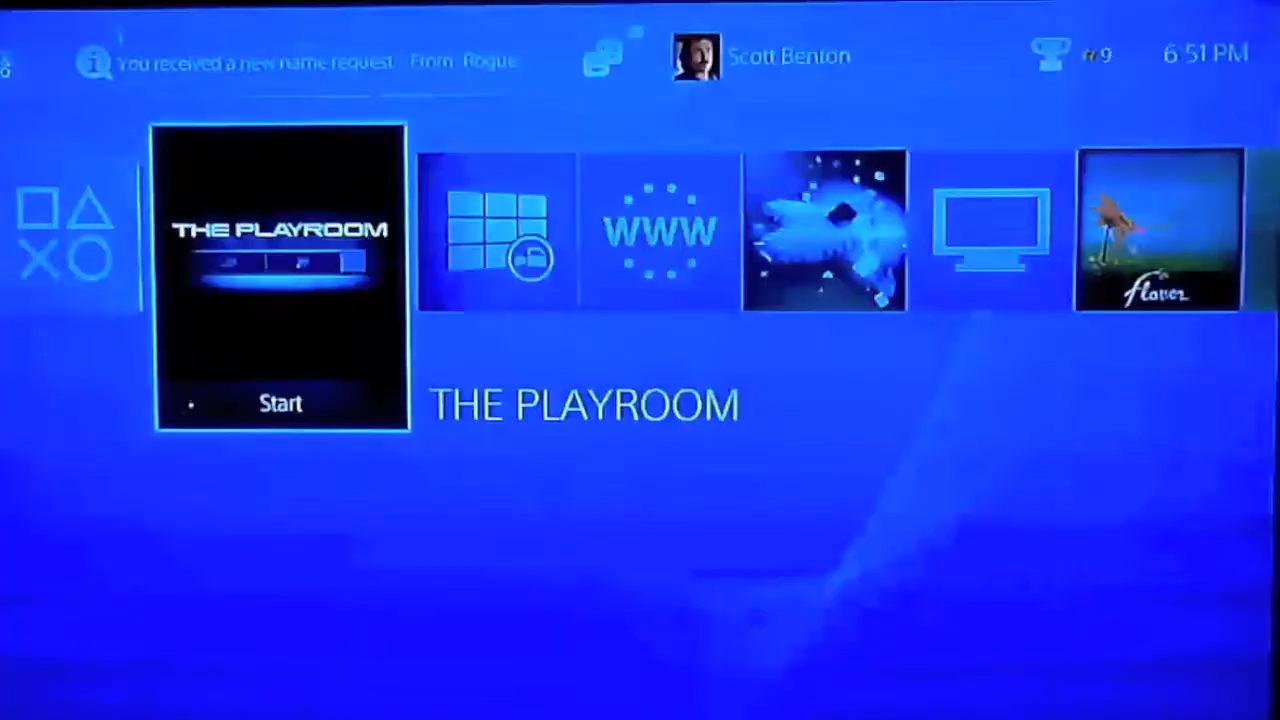 You received a new name request. From: Rogue
Scott Benton
9
6:51 PM
THE PLAYROOM
WWW
flower
Start
THE PLAYROOM